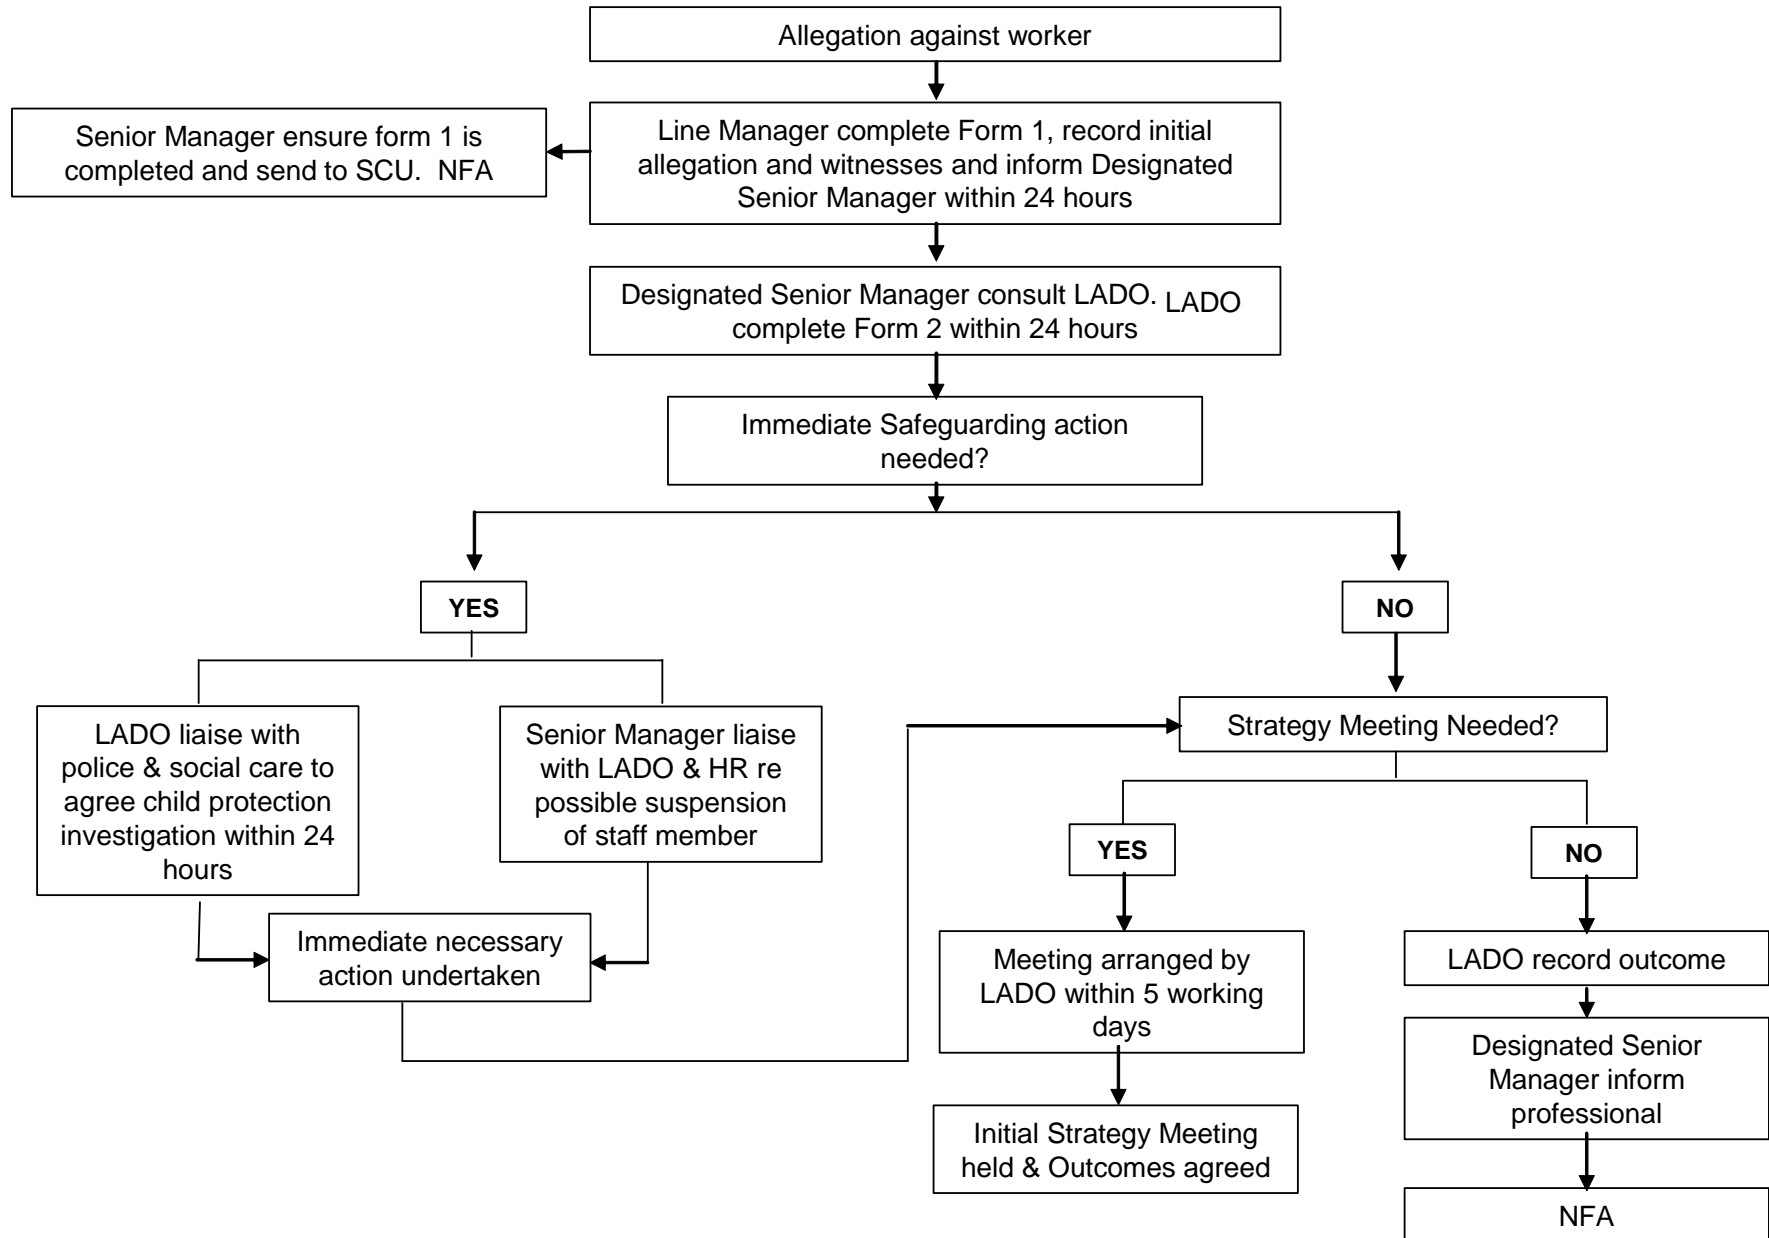 Allegation against worker
Senior Manager ensure form 1 is
completed and send to SCU.  NFA
Line Manager complete Form 1, record initial
allegation and witnesses and inform Designated
Senior Manager within 24 hours
Designated Senior Manager consult LADO. LADO
complete Form 2 within 24 hours
Immediate Safeguarding action
needed?
YES
NO
LADO liaise with
police & social care to
agree child protection
investigation within 24
hours
Senior Manager liaise
with LADO & HR re
possible suspension
of staff member
Strategy Meeting Needed?
YES
NO
Immediate necessary
action undertaken
Meeting arranged by
LADO within 5 working
days
LADO record outcome
Designated Senior
Manager inform
professional
Initial Strategy Meeting
held & Outcomes agreed
NFA